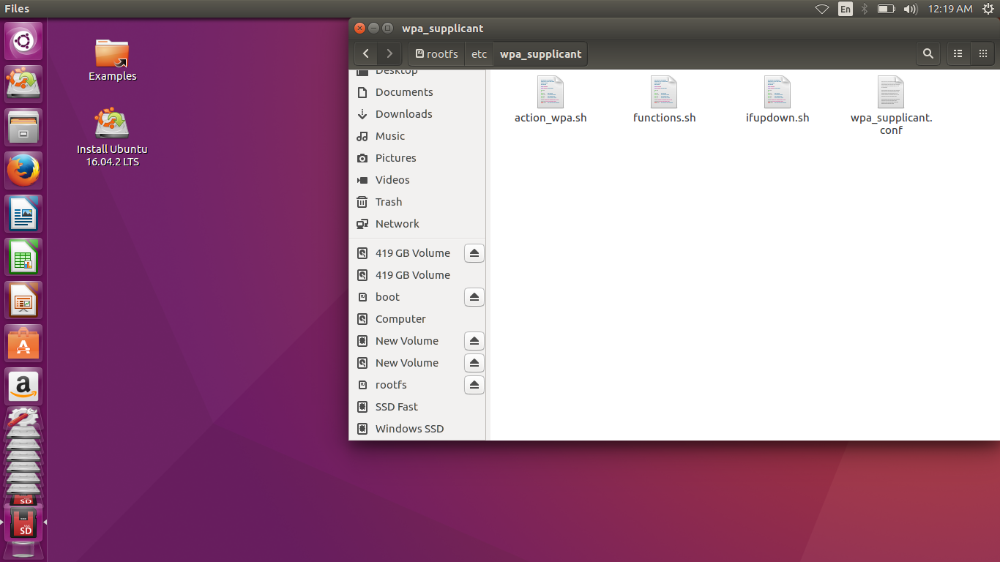 Files
En
12:19 AM
Examples
Install Ubuntu
16.04.2 LTS
a
SD
SD
wpa_supplicant
rootfs
etc
wpa_supplicant
Desktop
Documents
Downloads
Music
Pictures
Videos
Trash
Network
419 GB Volume
419 GB Volume
boot
Computer
New Volume
New Volume
rootfs
SSD Fast
Windows SSD
action_wpa.sh
functions.sh
ifupdown.sh
wpa_supplicant.
conf